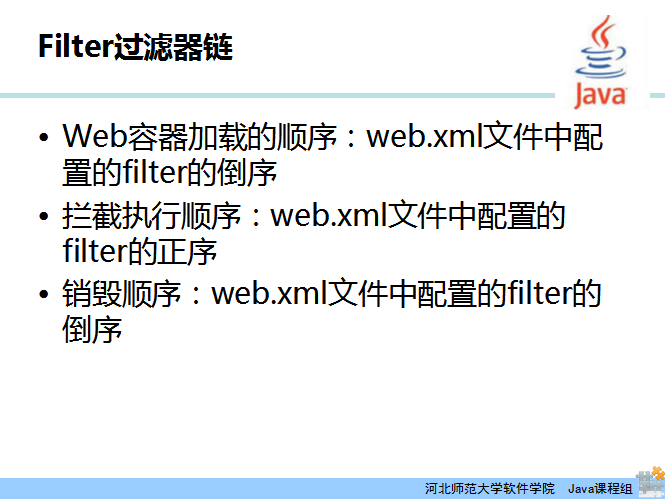 Filter过滤器链
Java
• Web容器加载的顺序：web.xml文件中配
置的filter的倒序
• 拦截执行顺序：web.xml文件中配置的
filter的正序
• 销毁顺序：web.xml文件中配置的filter的
倒序
河北师范大学软件学院 Java课程组